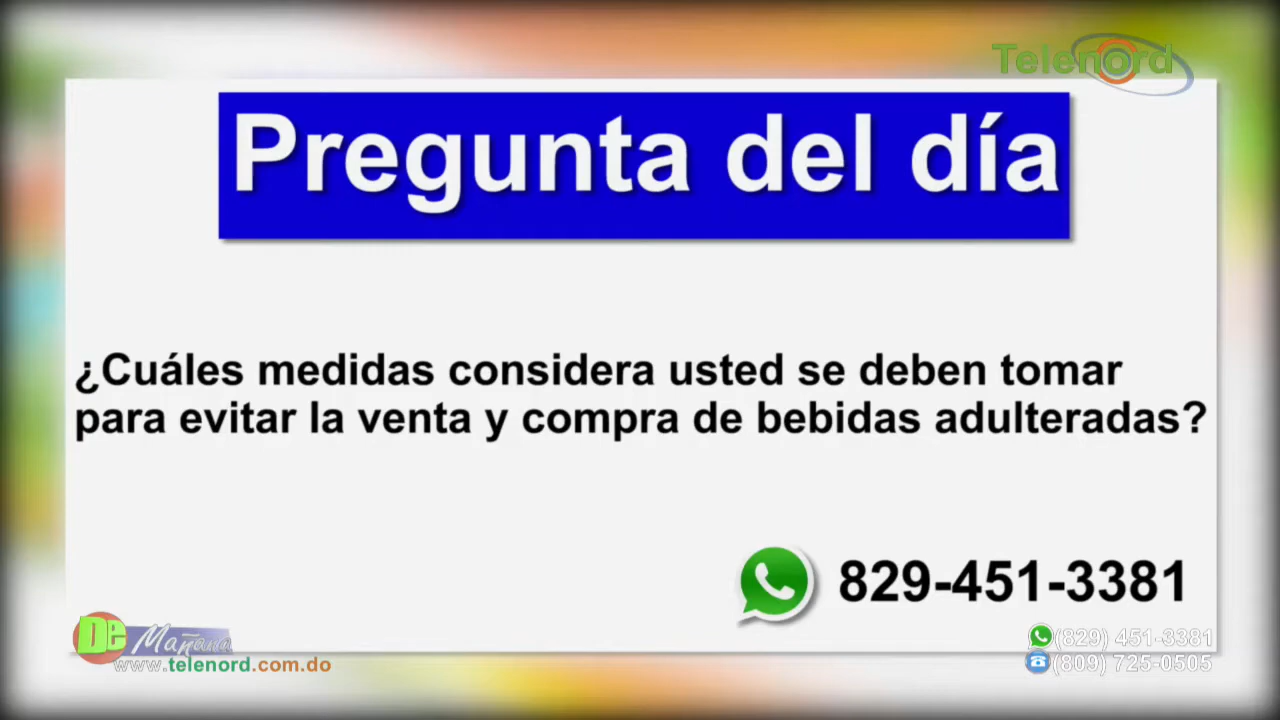 Telenord
Pregunta del día
¿Cuáles medidas considera usted se deben tomar
para evitar la venta y compra de bebidas adulteradas?
829-451-3381
De Mañana
www.telenord.com.do
(829) 451-3381
(809) 725-0505